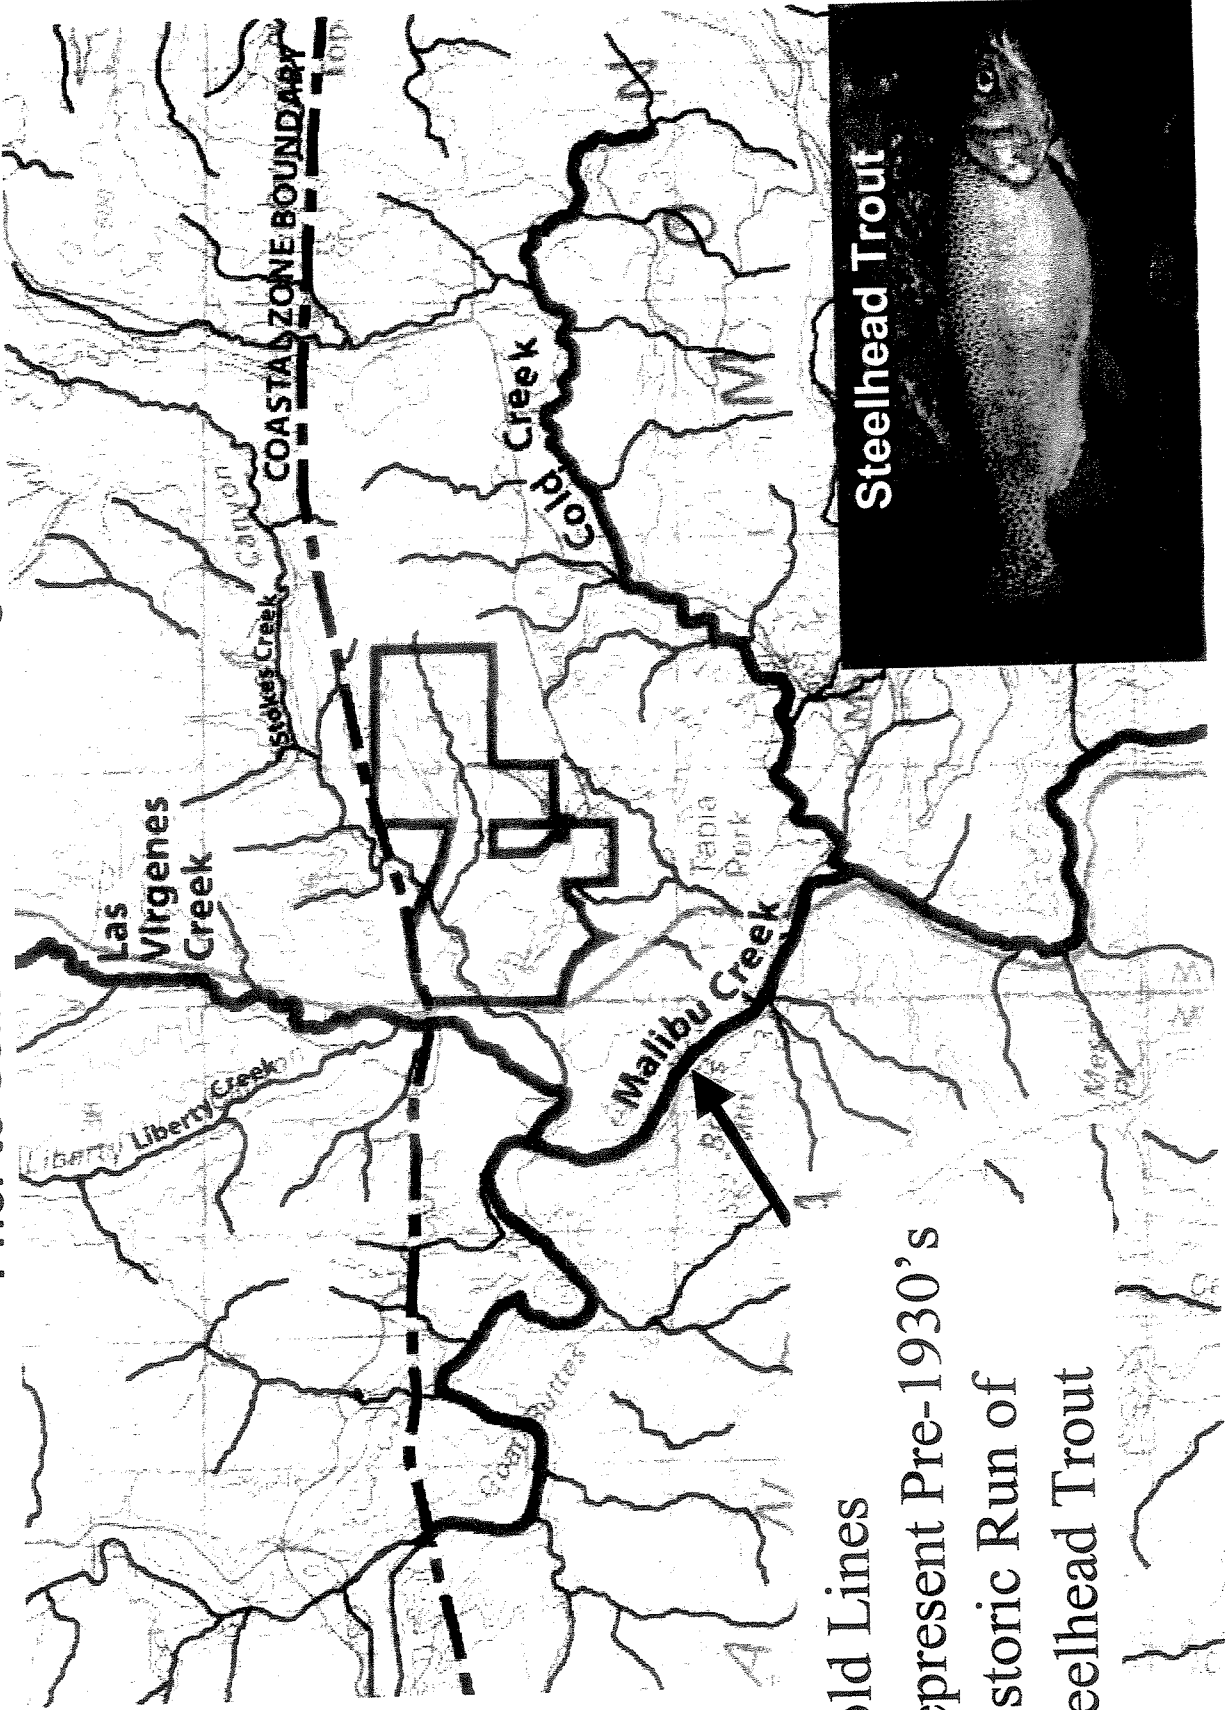 COASTAL ZONE BOUNDARY
Las
Virgenes
Creek
Stokes Creek
Canyon
Liberty
Liberty Creek
Cold
Creek
Malibu Creek
Tapia
Park
M
O
N
A
Steelhead Trout
old Lines
epresent Pre-1930's
storic Run of
eelhead Trout